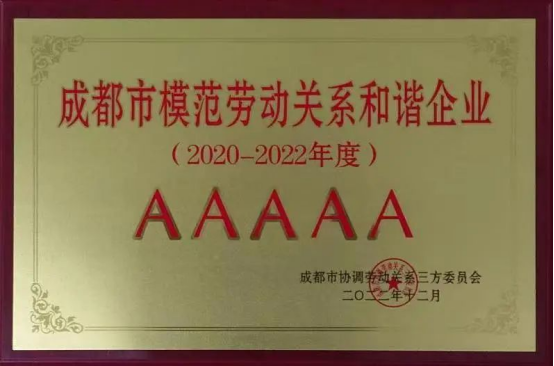 成都市模范劳动关系和谐企业
（2020-2022年度）
AAAAA
成都市协调劳动关系三方委员会
二〇二二年十二月